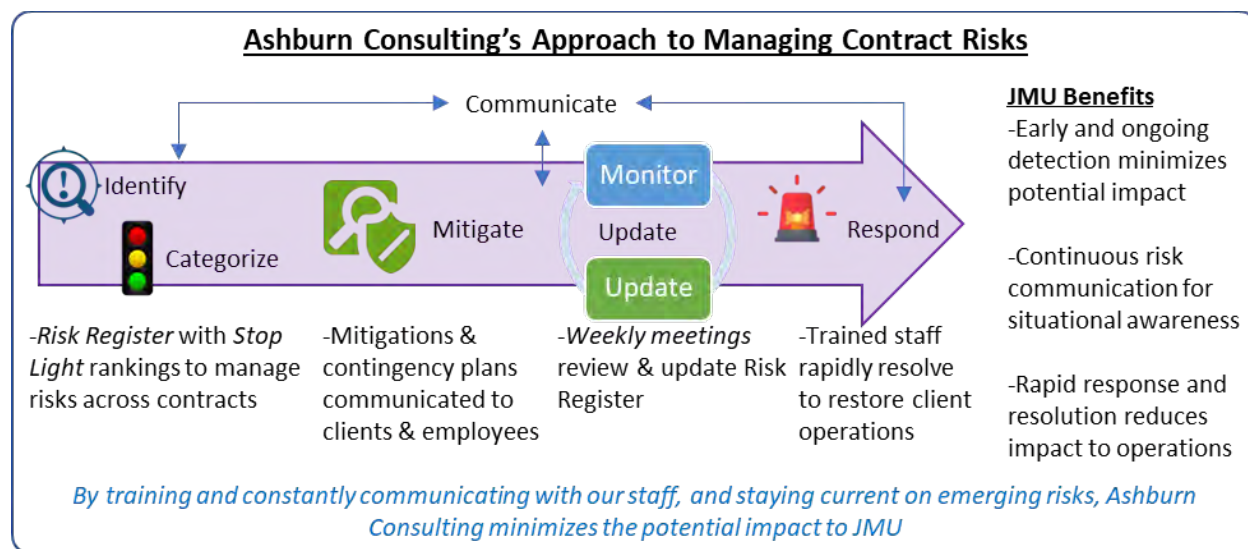 Ashburn Consulting’s Approach to Managing Contract Risks
Communicate
Identify
Categorize
Mitigate
Monitor
Update
Update
Respond
-Risk Register with Stop
Light rankings to manage
risks across contracts
-Mitigations &
contingency plans
communicated to
clients & employees
-Weekly meetings
review & update Risk
Register
-Trained staff
rapidly resolve
to restore client
operations
JMU Benefits
-Early and ongoing
detection minimizes
potential impact
-Continuous risk
communication for
situational awareness
-Rapid response and
resolution reduces
impact to operations
By training and constantly communicating with our staff, and staying current on emerging risks, Ashburn
Consulting minimizes the potential impact to JMU